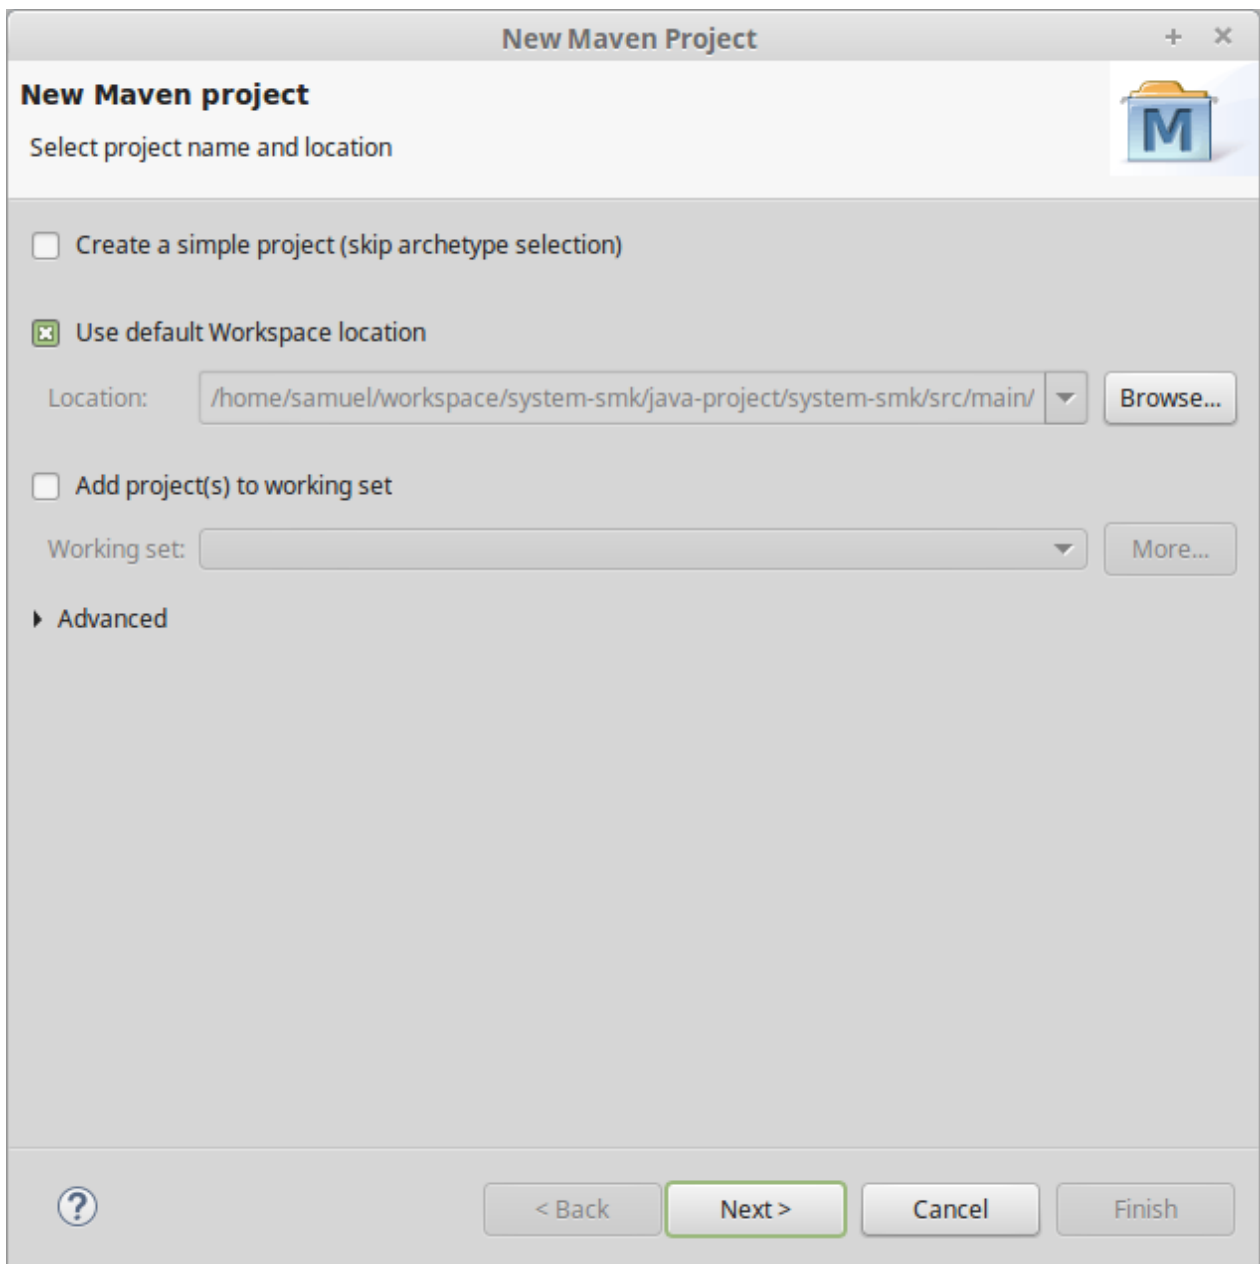 New Maven Project
New Maven project
M
Select project name and location
Create a simple project (skip archetype selection)
Use default Workspace location
Location: /home/samuel/workspace/system-smk/java-project/system-smk/src/main/ Browse...
Add project(s) to working set
Working set: More...
Advanced
? < Back Next > Cancel Finish